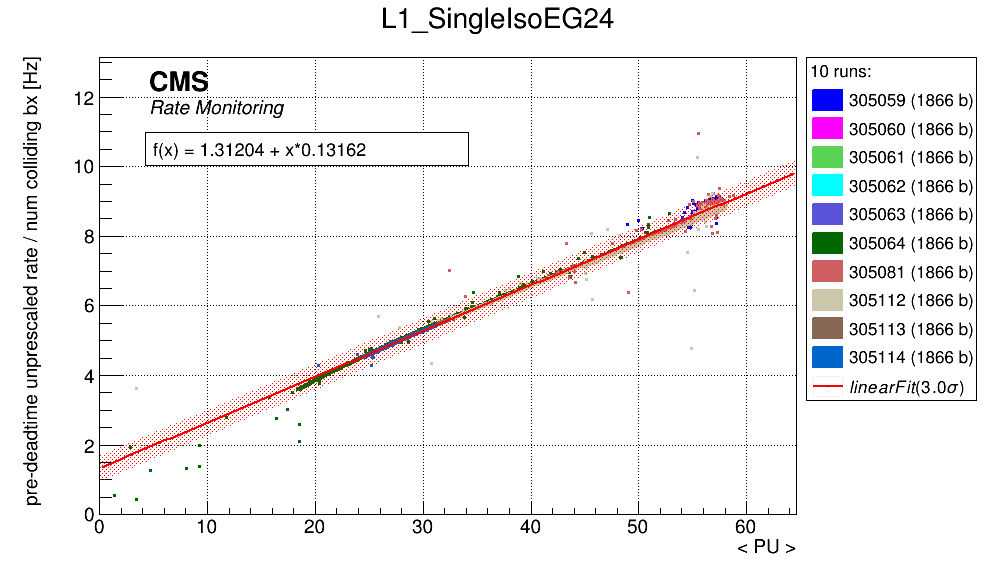 L1_SingleIsoEG24
pre-deadtime unprescaled rate / num colliding bx [Hz]
CMS
Rate Monitoring
f(x) = 1.31204 + x*0.13162
12
10
8
6
4
2
0
0 10 20 30 40 50 60
< PU >
10 runs:
305059 (1866 b)
305060 (1866 b)
305061 (1866 b)
305062 (1866 b)
305063 (1866 b)
305064 (1866 b)
305081 (1866 b)
305112 (1866 b)
305113 (1866 b)
305114 (1866 b)
linearFit(3.0σ)